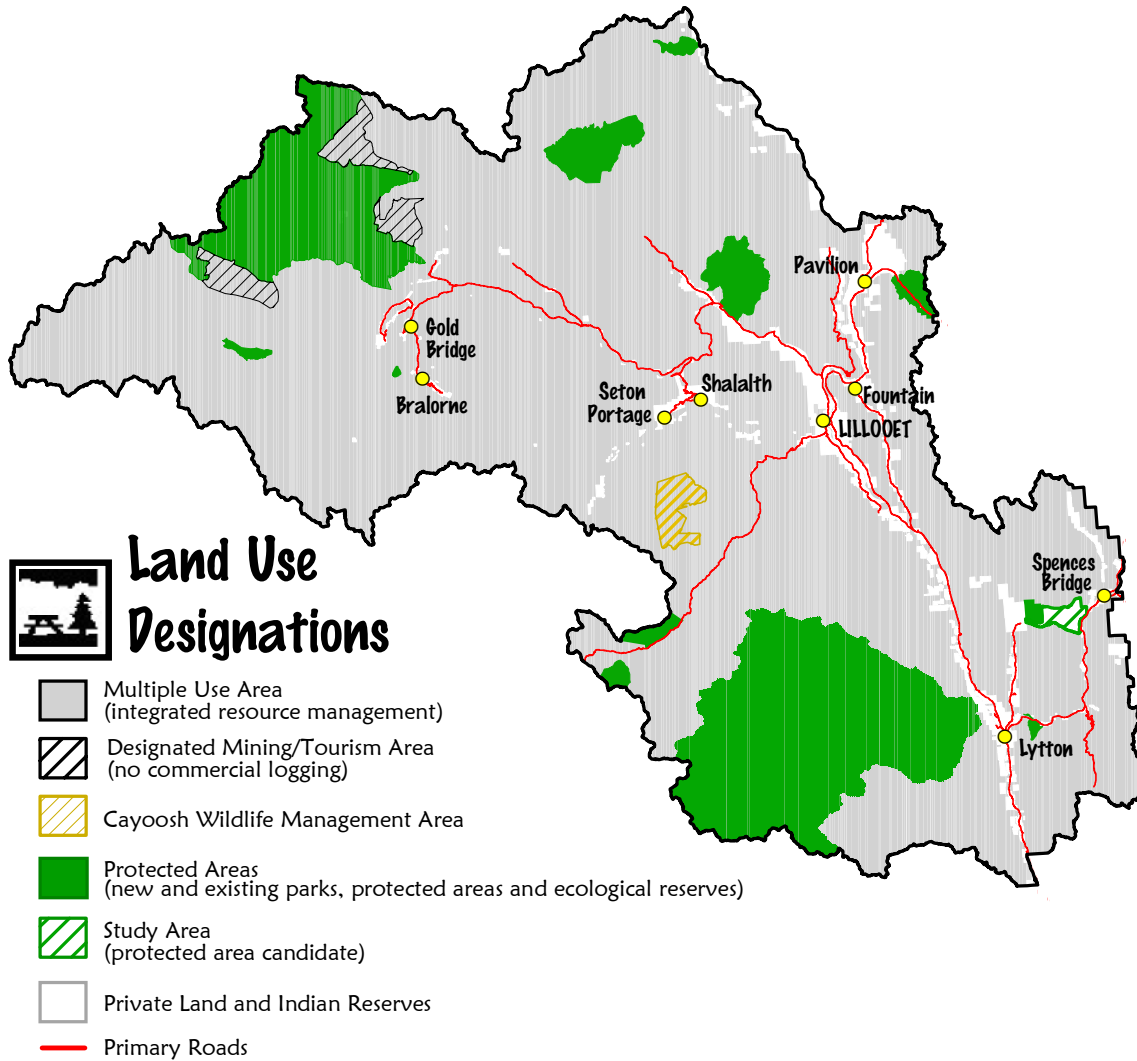 Pavilion
Gold
Bridge
Bralorne
Seton
Portage
Shalalth
Fountain
LILLOOET
Spences
Bridge
Lytton
Land Use
Designations
Multiple Use Area
(integrated resource management)
Designated Mining/Tourism Area
(no commercial logging)
Cayoosh Wildlife Management Area
Protected Areas
(new and existing parks, protected areas and ecological reserves)
Study Area
(protected area candidate)
Private Land and Indian Reserves
Primary Roads